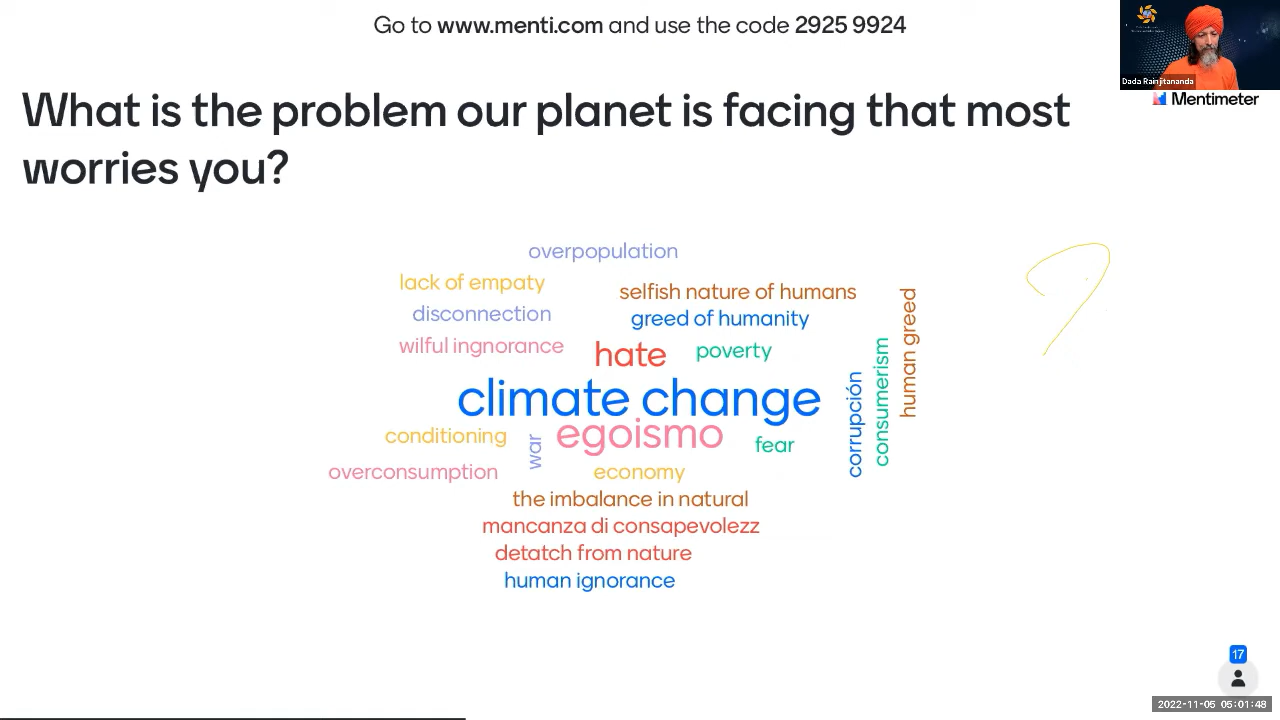 Go to www.menti.com and use the code 2925 9924
Dada Rainjitananda
Mentimeter
What is the problem our planet is facing that most
worries you?
overpopulation
lack of empaty
selfish nature of humans
disconnection
greed of humanity
human greed
wilful ingnorance
hate
poverty
consumerism
climate change
corrupción
conditioning
war
egoismo
fear
overconsumption
economy
the imbalance in natural
mancanza di consapevolezz
detatch from nature
human ignorance
17
2022-11-05 05:01:48